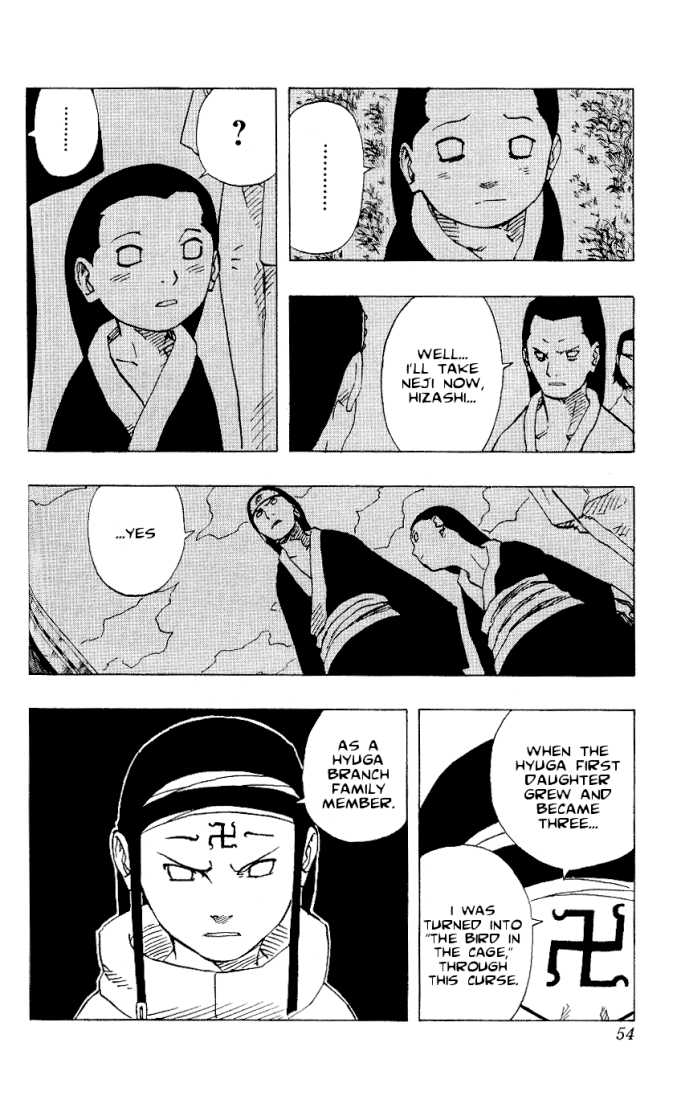 ..........
WELL...
I'LL TAKE
NEJI NOW,
HIZASHI...
?
........
...YES
WHEN THE
HYUGA FIRST
DAUGHTER
GREW AND
BECAME
THREE...
I WAS
TURNED INTO
"THE BIRD IN
THE CAGE,"
THROUGH
THIS CURSE.
AS A
HYUGA
BRANCH
FAMILY
MEMBER.
54